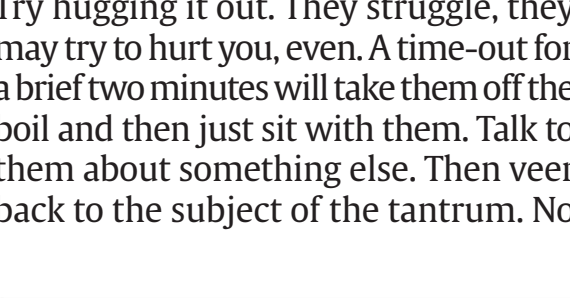 Try hugging it out. They struggle, they
may try to hurt you, even. A time-out for
a brief two minutes will take them off the
boil and then just sit with them. Talk to
them about something else. Then veer
back to the subject of the tantrum. No